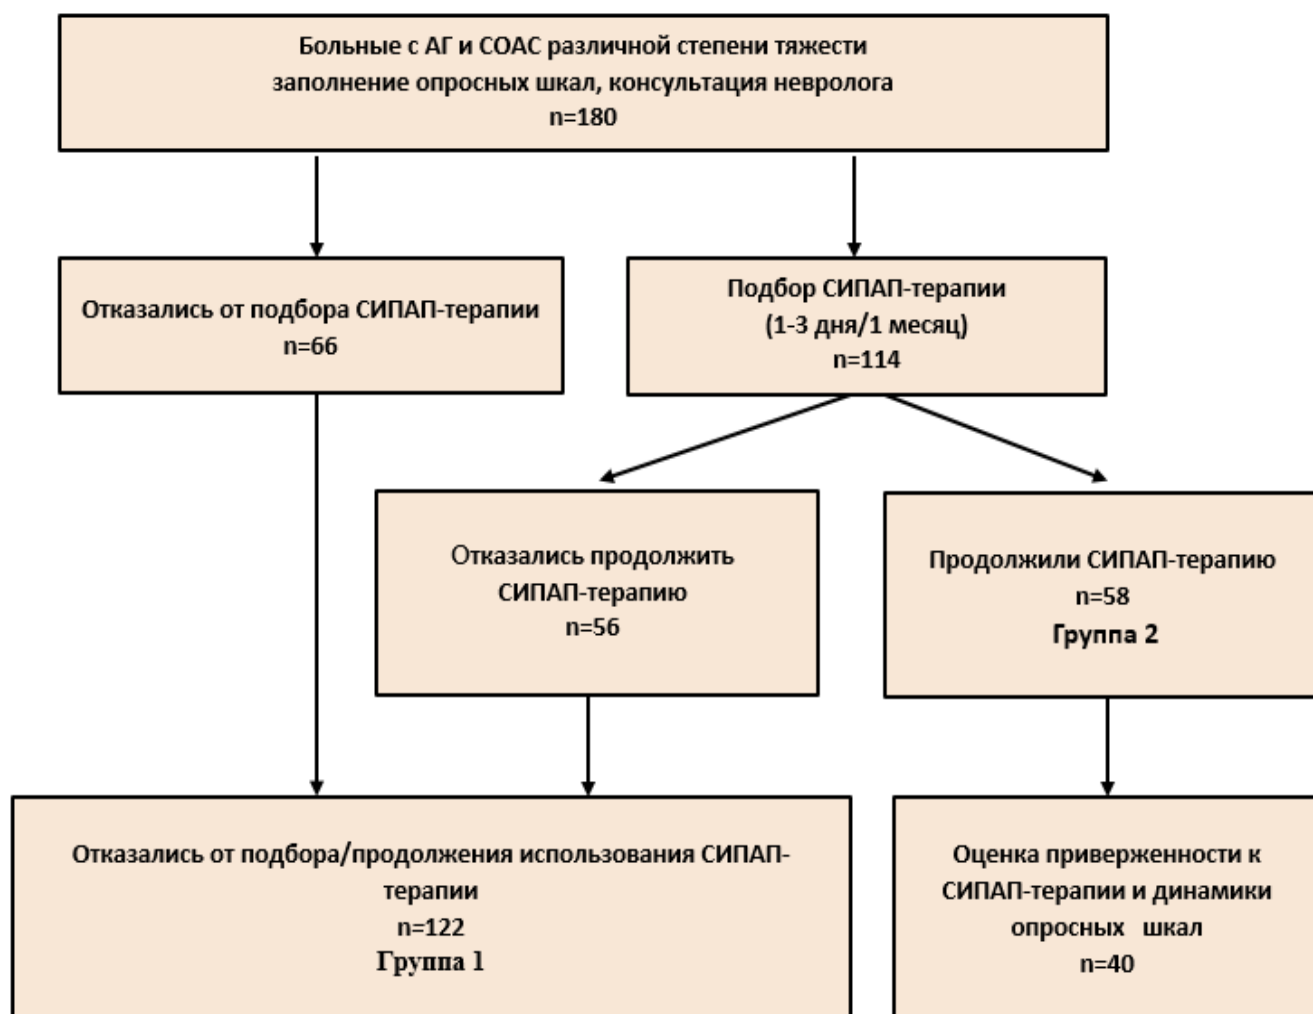 Больные с АГ и СОАС различной степени тяжести
заполнение опросных шкал, консультация невролога
n=180
Отказались от подбора СИПАП-терапии
n=66
Подбор СИПАП-терапии
(1-3 дня/1 месяц)
n=114
Отказались продолжить
СИПАП-терапию
n=56
Продолжили СИПАП-терапию
n=58
Группа 2
Отказались от подбора/продолжения использования СИПАП-
терапии
n=122
Группа 1
Оценка приверженности к
СИПАП-терапии и динамики
опросных шкал
n=40